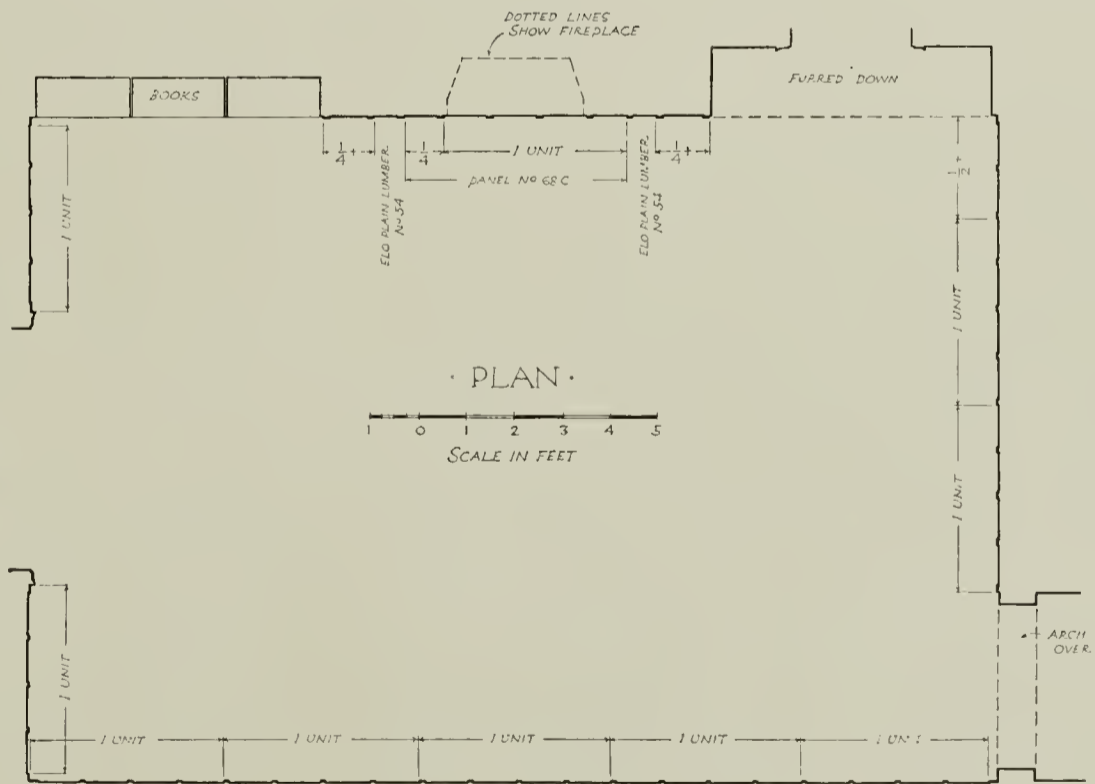 DOTTED LINES
SHOW FIREPLACE
BOOKS
FURRED DOWN
1/4 +
ELO PLAIN LUMBER
Nº 54
1/4
1 UNIT
PANEL Nº 68C
ELO PLAIN LUMBER
Nº 54
1/4 +
1/2 +
1 UNIT
1 UNIT
1 UNIT
· PLAN ·
1 0 1 2 3 4 5
SCALE IN FEET
ARCH
OVER
1 UNIT
1 UNIT
1 UNIT
1 UNIT
1 UNIT
1 UN